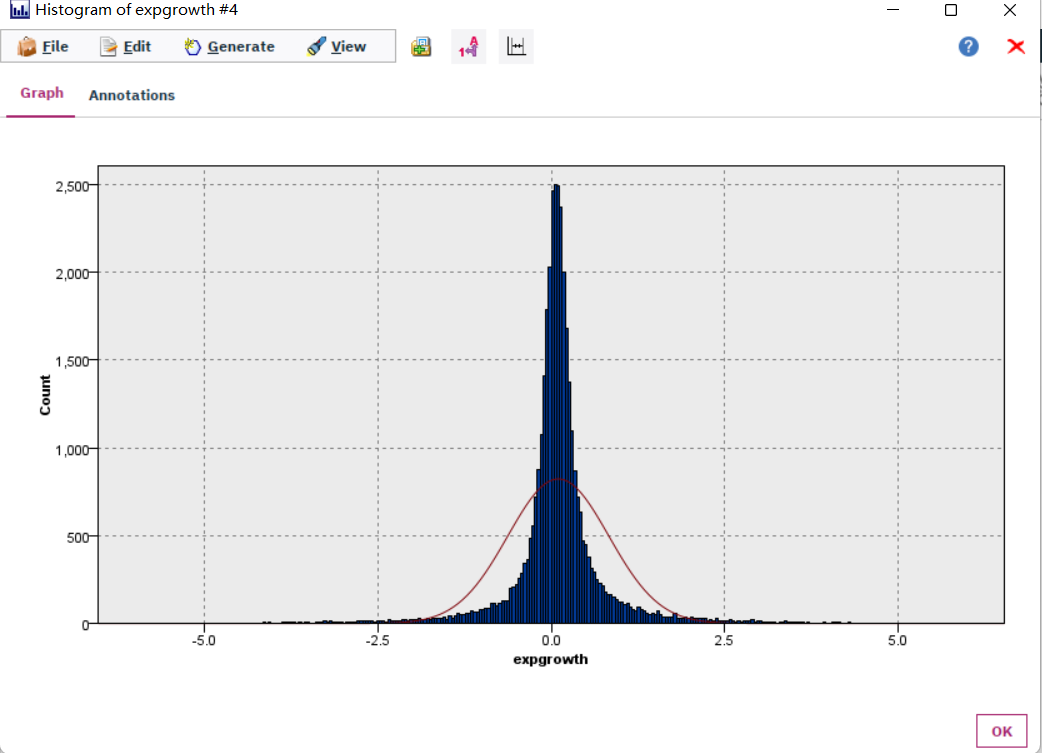 Histogram of expgrowth #4
File Edit Generate View
Graph Annotations
2,500
2,000
1,500
1,000
500
0
Count
-5.0 -2.5 0.0 2.5 5.0
expgrowth
OK